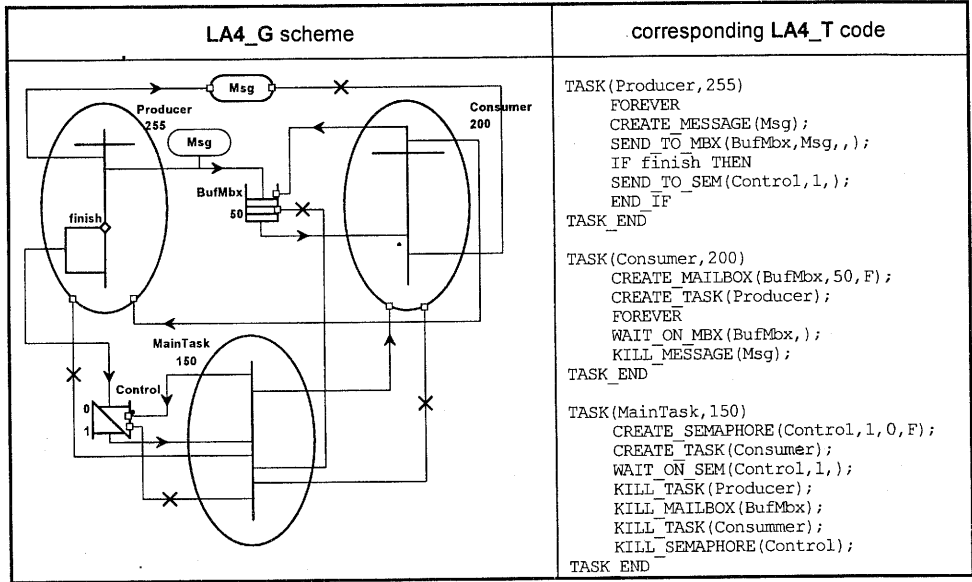 LA4_G scheme
corresponding LA4_T code
Msg
Producer
255
Msg
Consumer
200
BufMbx
50
finish
MainTask
150
Control
0
1
TASK(Producer,255)
FOREVER
CREATE_MESSAGE(Msg);
SEND_TO_MBX(BufMbx,Msg,,);
IF finish THEN
SEND_TO_SEM(Control,1,);
END_IF
TASK_END
TASK(Consumer,200)
CREATE_MAILBOX(BufMbx,50,F);
CREATE_TASK(Producer);
FOREVER
WAIT_ON_MBX(BufMbx,);
KILL_MESSAGE(Msg);
TASK_END
TASK(MainTask,150)
CREATE_SEMAPHORE(Control,1,0,F);
CREATE_TASK(Consumer);
WAIT_ON_SEM(Control,1,);
KILL_TASK(Producer);
KILL_MAILBOX(BufMbx);
KILL_TASK(Consummer);
KILL_SEMAPHORE(Control);
TASK_END